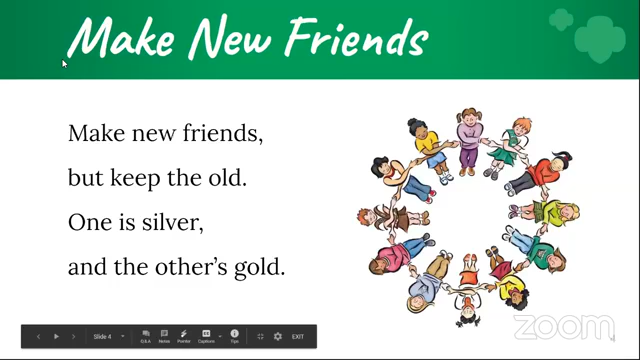 Make New Friends
Make new friends,
but keep the old.
One is silver,
and the other's gold.
Slide 4
Q&A
Notes
Pointer
Captions
Tips
EXIT
zoom
4